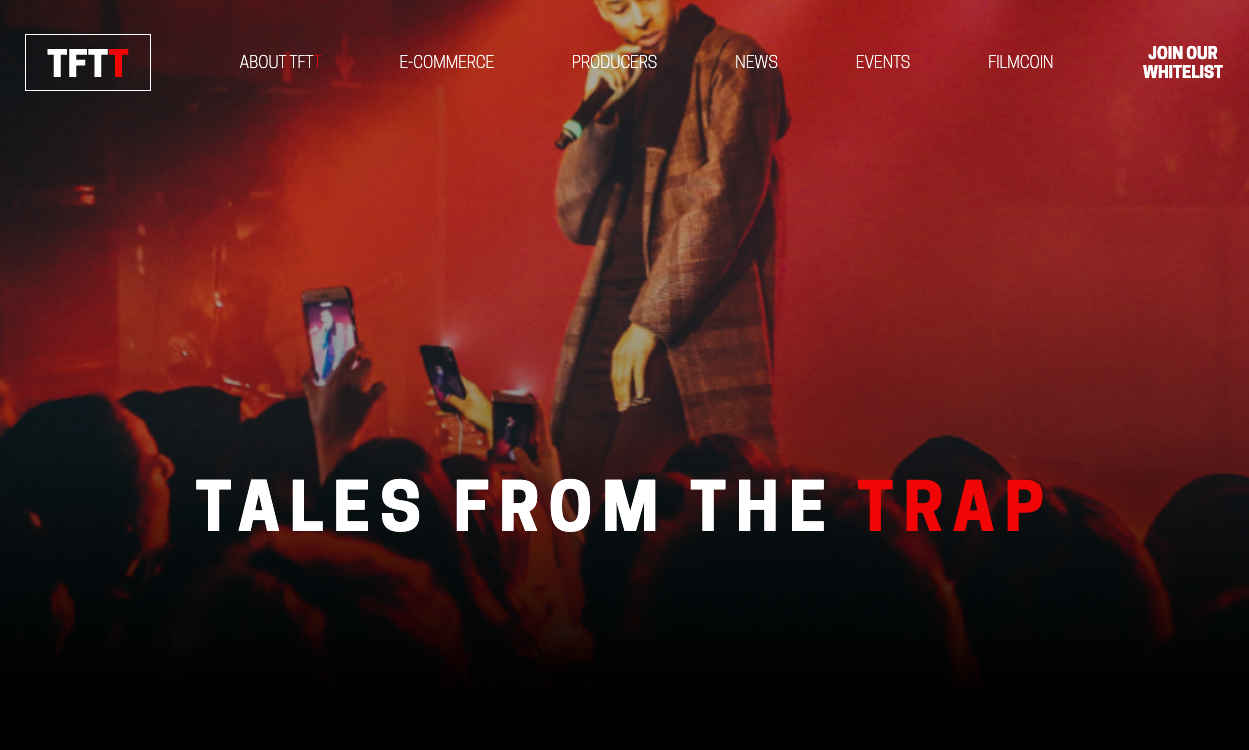 TFTT
ABOUT TFTT
E-COMMERCE
PRODUCERS
NEWS
EVENTS
FILMCOIN
JOIN OUR
WHITELIST
TALES FROM THE TRAP